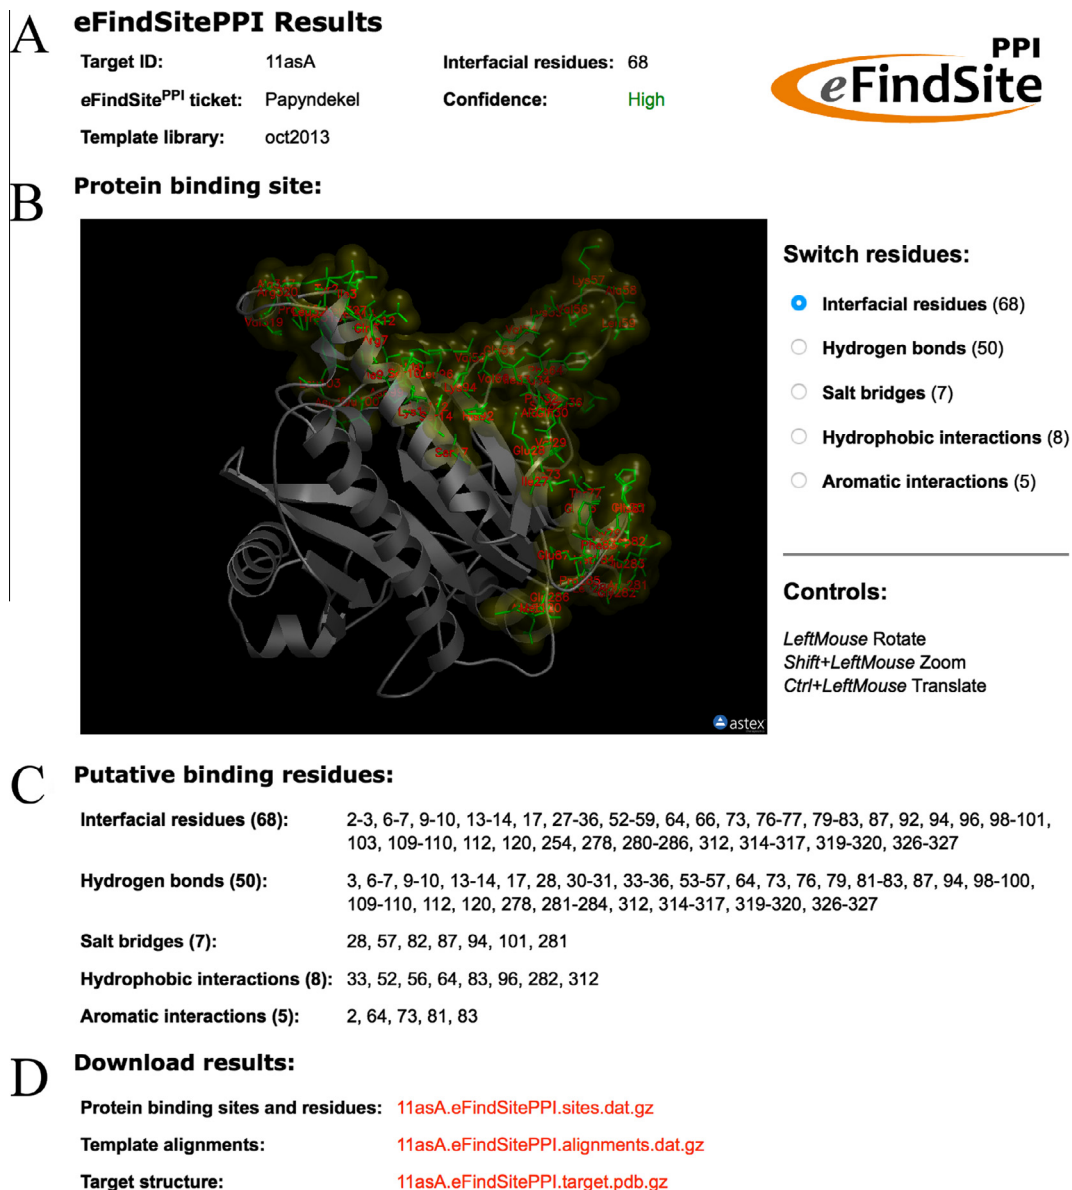 A
eFindSitePPI Results
Target ID: 11asA Interfacial residues: 68
eFindSitePPI ticket: Papyndekel Confidence: High
Template library: oct2013
PPI
eFindSite
B
Protein binding site:
astex
Switch residues:
Interfacial residues (68)
Hydrogen bonds (50)
Salt bridges (7)
Hydrophobic interactions (8)
Aromatic interactions (5)
Controls:
LeftMouse Rotate
Shift+LeftMouse Zoom
Ctrl+LeftMouse Translate
C
Putative binding residues:
Interfacial residues (68): 2-3, 6-7, 9-10, 13-14, 17, 27-36, 52-59, 64, 66, 73, 76-77, 79-83, 87, 92, 94, 96, 98-101,
103, 109-110, 112, 120, 254, 278, 280-286, 312, 314-317, 319-320, 326-327
Hydrogen bonds (50): 3, 6-7, 9-10, 13-14, 17, 28, 30-31, 33-36, 53-57, 64, 73, 76, 79, 81-83, 87, 94, 98-100,
109-110, 112, 120, 278, 281-284, 312, 314-317, 319-320, 326-327
Salt bridges (7): 28, 57, 82, 87, 94, 101, 281
Hydrophobic interactions (8): 33, 52, 56, 64, 83, 96, 282, 312
Aromatic interactions (5): 2, 64, 73, 81, 83
D
Download results:
Protein binding sites and residues: 11asA.eFindSitePPI.sites.dat.gz
Template alignments: 11asA.eFindSitePPI.alignments.dat.gz
Target structure: 11asA.eFindSitePPI.target.pdb.gz